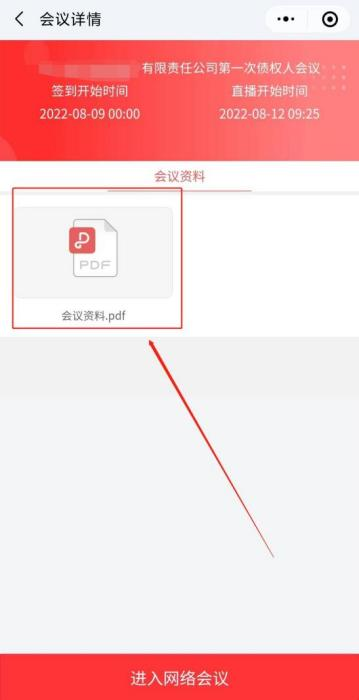 会议详情
有限责任公司第一次债权人会议
签到开始时间
直播开始时间
2022-08-09 00:00
2022-08-12 09:25
会议资料
PDF
会议资料.pdf
进入网络会议